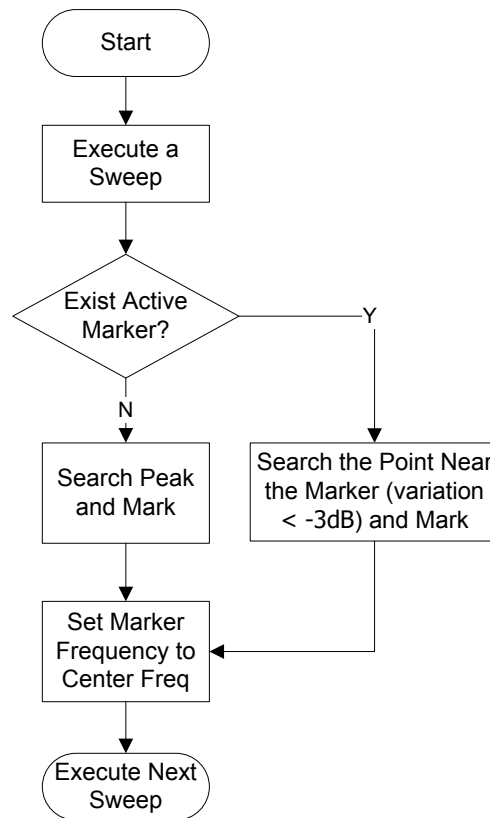 Start
Execute a
Sweep
Exist Active
Marker?
Y
N
Search Peak
and Mark
Search the Point Near
the Marker (variation
< -3dB) and Mark
Set Marker
Frequency to
Center Freq
Execute Next
Sweep